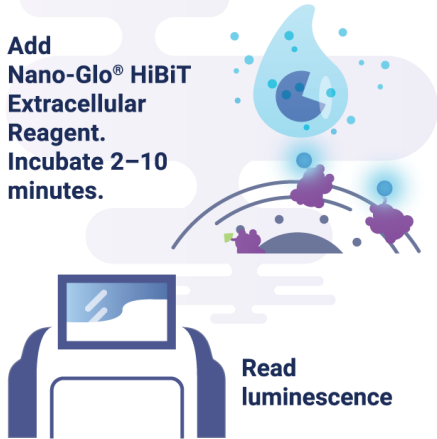 Add
Nano-Glo® HiBiT
Extracellular
Reagent.
Incubate 2–10
minutes.
Read
luminescence